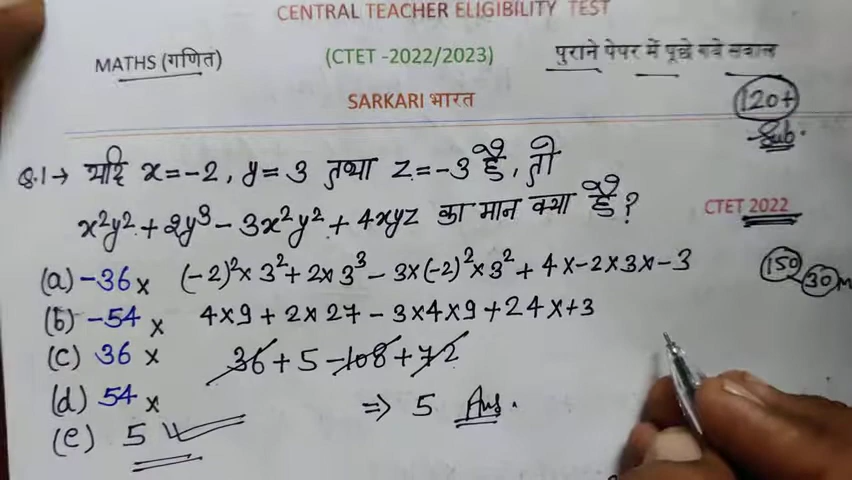 CENTRAL TEACHER ELIGIBILITY TEST
MATHS (गणित) (CTET -2022/2023) पुराने पेपर में पूछे गये सवाल
SARKARI भारत
120+
Sub.
Q.1→ यदि x=-2, y=3 तथा z=-3 है, तो
x²y² + 2y³ - 3x²y² + 4xyz का मान क्या है?
CTET 2022
(a) -36 × (-2)²×3²+2×3³-3×(-2)²×3²+4×-2×3×-3
150
30m
(b) -54 × 4×9+2×27-3×4×9+24×+3
(c) 36 × 36+5-108+72
(d) 54 × ⇒ 5 Ans.
(e) 5 ✓